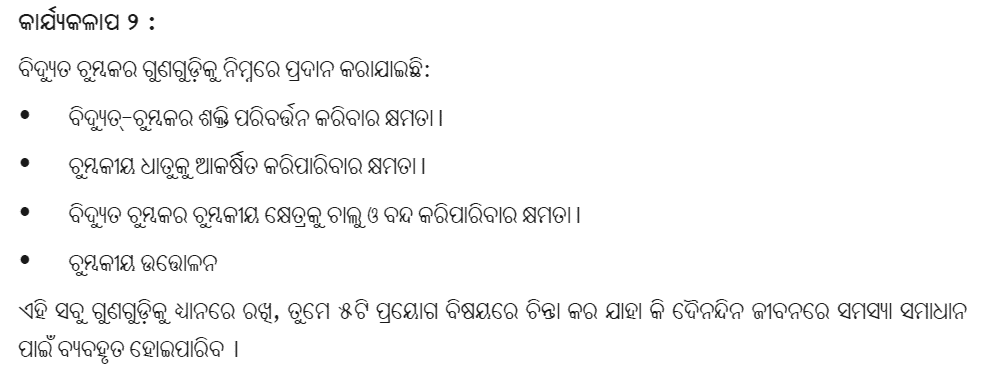 କାର୍ଯ୍ୟକଳାପ ୨ :
ବିଦ୍ୟୁତ ଚୁମ୍ବକର ଗୁଣଗୁଡ଼ିକୁ ନିମ୍ନରେ ପ୍ରଦାନ କରାଯାଇଛି:
• ବିଦ୍ୟୁତ୍-ଚୁମ୍ବକର ଶକ୍ତି ପରିବର୍ତ୍ତନ କରିବାର କ୍ଷମତା।
• ଚୁମ୍ବକୀୟ ଧାତୁକୁ ଆକର୍ଷିତ କରିପାରିବାର କ୍ଷମତା।
• ବିଦ୍ୟୁତ ଚୁମ୍ବକର ଚୁମ୍ବକୀୟ କ୍ଷେତ୍ରକୁ ଚାଲୁ ଓ ବନ୍ଦ କରିପାରିବାର କ୍ଷମତା।
• ଚୁମ୍ବକୀୟ ଉତ୍ତୋଳନ
ଏହି ସବୁ ଗୁଣଗୁଡ଼ିକୁ ଧ୍ୟାନରେ ରଖି, ତୁମେ ୫ଟି ପ୍ରୟୋଗ ବିଷୟରେ ଚିନ୍ତା କର ଯାହା କି ଦୈନନ୍ଦିନ ଜୀବନରେ ସମସ୍ୟା ସମାଧାନ
ପାଇଁ ବ୍ୟବହୃତ ହୋଇପାରିବ ।